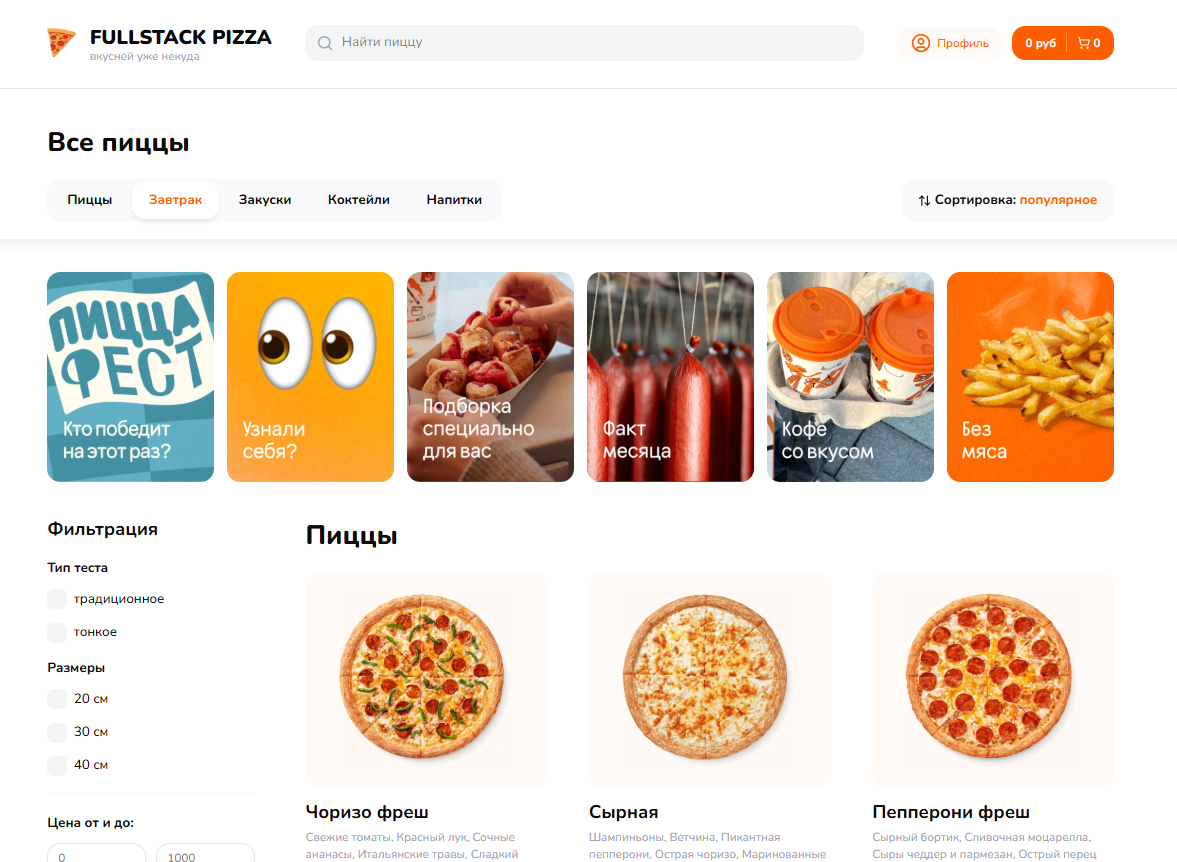 FULLSTACK PIZZA
вкусней уже некуда
Найти пиццу
Профиль
0 руб
0
Все пиццы
Пиццы
Завтрак
Закуски
Коктейли
Напитки
Сортировка: популярное
ПИЦЦА
ФЕСТ
Кто победит
на этот раз?
Узнали
себя?
Подборка
специально
для вас
Факт
месяца
Кофе
со вкусом
Без
мяса
Фильтрация
Тип теста
традиционное
тонкое
Размеры
20 см
30 см
40 см
Цена от и до:
0
1000
Пиццы
Чоризо фреш
Свежие томаты, Красный лук, Сочные
ананасы, Итальянские травы, Сладкий
Сырная
Шампиньоны, Ветчина, Пикантная
пепперони, Острая чоризо, Маринованные
Пепперони фреш
Сырный бортик, Сливочная моцарелла,
Сыры чеддер и пармезан, Острый перец